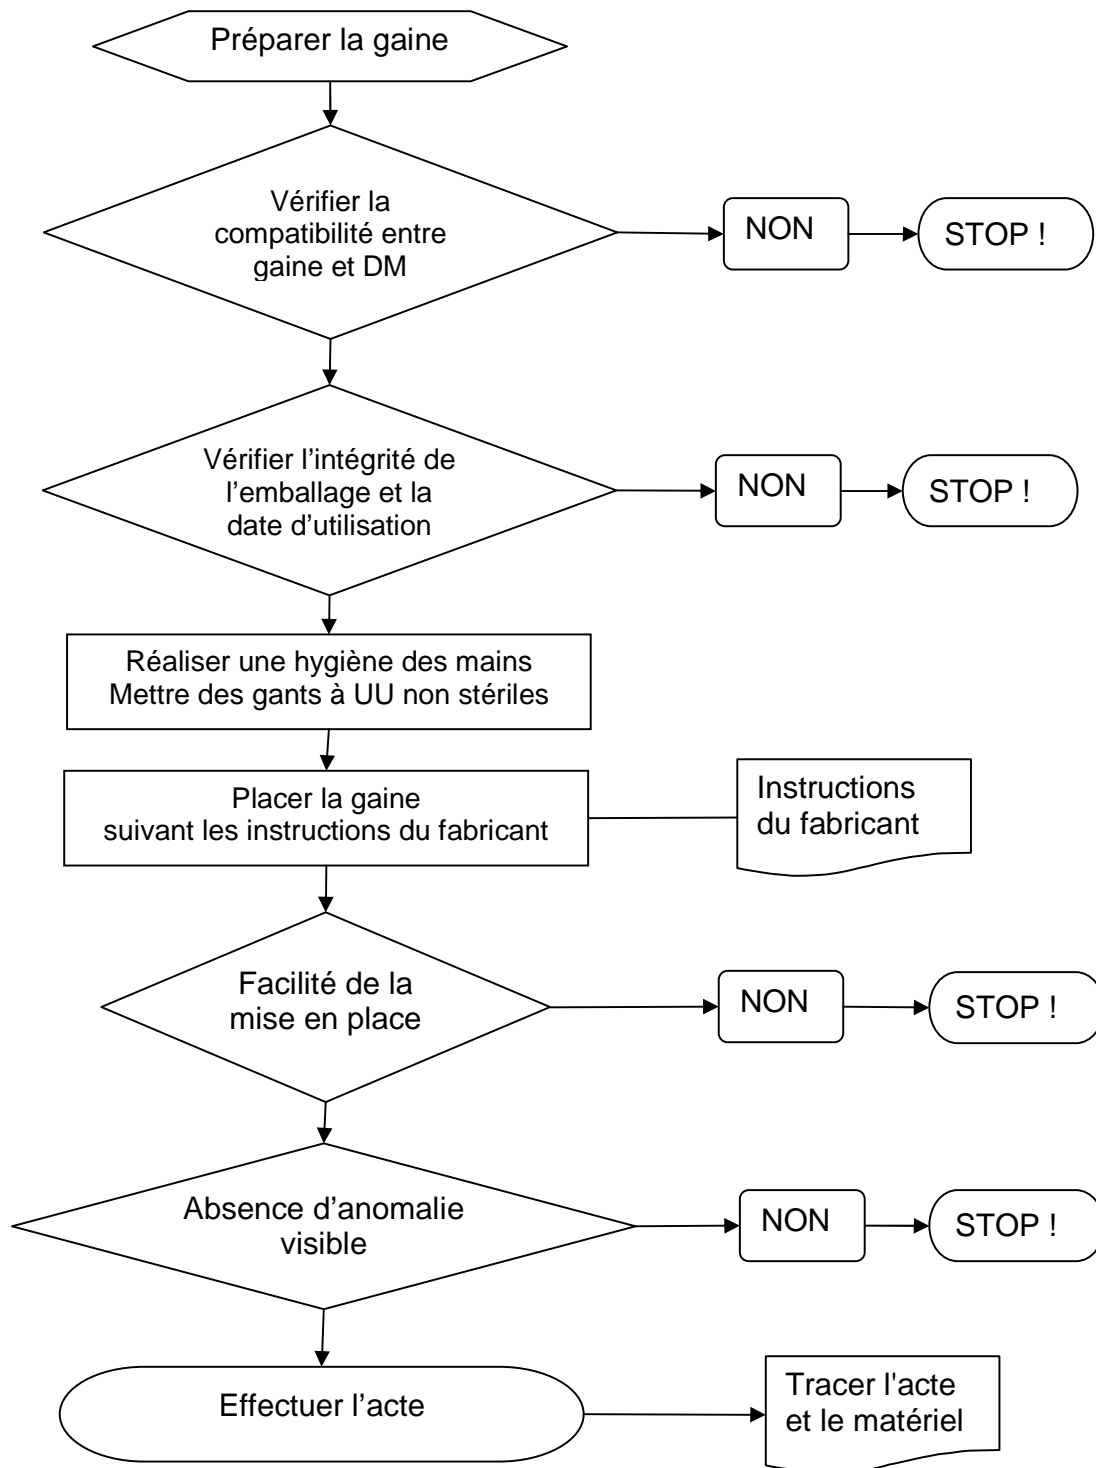 Préparer la gaine
Vérifier la
compatibilité entre
gaine et DM
NON
STOP !
Vérifier l’intégrité de
l’emballage et la
date d’utilisation
NON
STOP !
Réaliser une hygiène des mains
Mettre des gants à UU non stériles
Placer la gaine
suivant les instructions du fabricant
Instructions
du fabricant
Facilité de la
mise en place
NON
STOP !
Absence d’anomalie
visible
NON
STOP !
Effectuer l’acte
Tracer l'acte
et le matériel